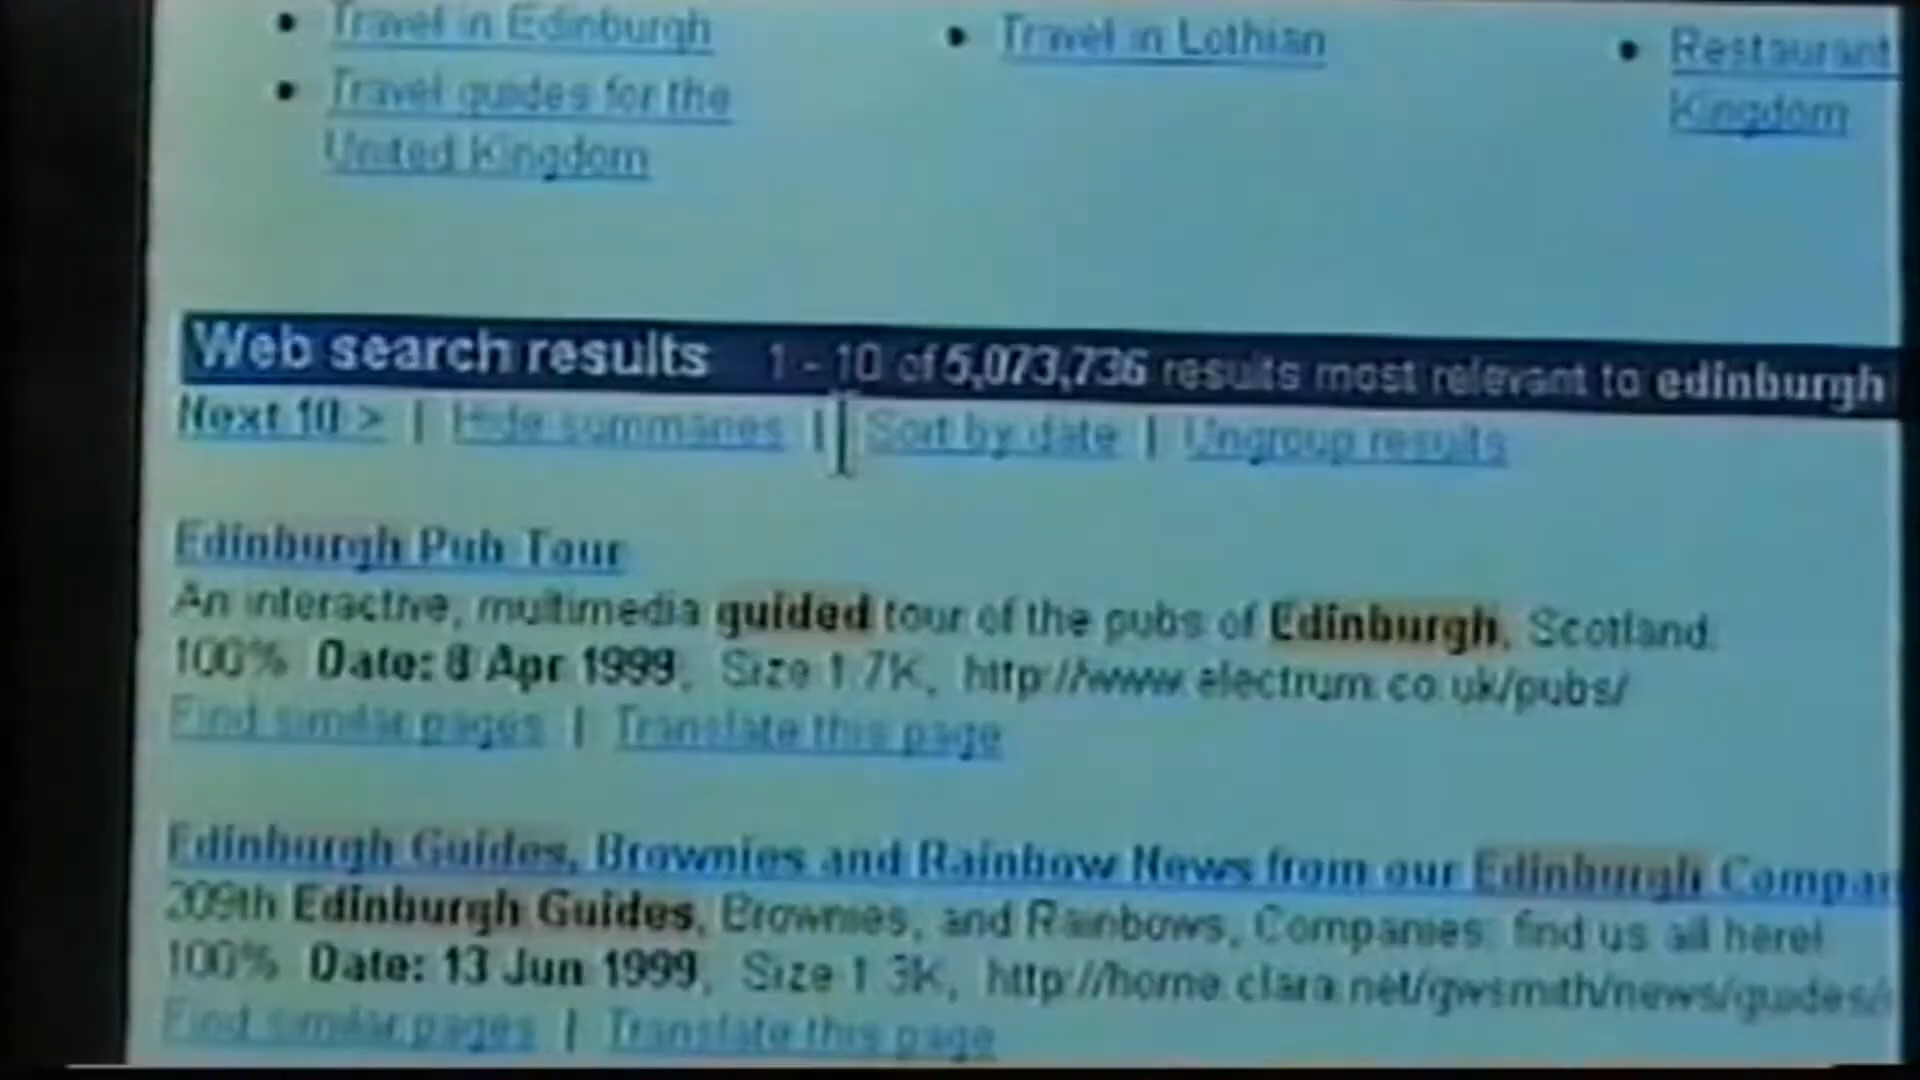 Travel in Edinburgh
Travel in Lothian
Restaurant
Kingdom
Travel guides for the
United Kingdom
Web search results 1 - 10 of 5,073,736 results most relevant to edinburgh
Next 10 > | Hide summaries | Sort by date | Ungroup results
Edinburgh Pub Tour
An interactive, multimedia guided tour of the pubs of Edinburgh, Scotland.
100% Date: 8 Apr 1999, Size 1.7K, http://www.electrum.co.uk/pubs/
Find similar pages | Translate this page
Edinburgh Guides, Brownies and Rainbow News from our Edinburgh Compan
209th Edinburgh Guides, Brownies, and Rainbows, Companies: find us all here!
100% Date: 13 Jun 1999, Size 1.3K, http://home.clara.net/gwsmith/news/guides/
Find similar pages | Translate this page